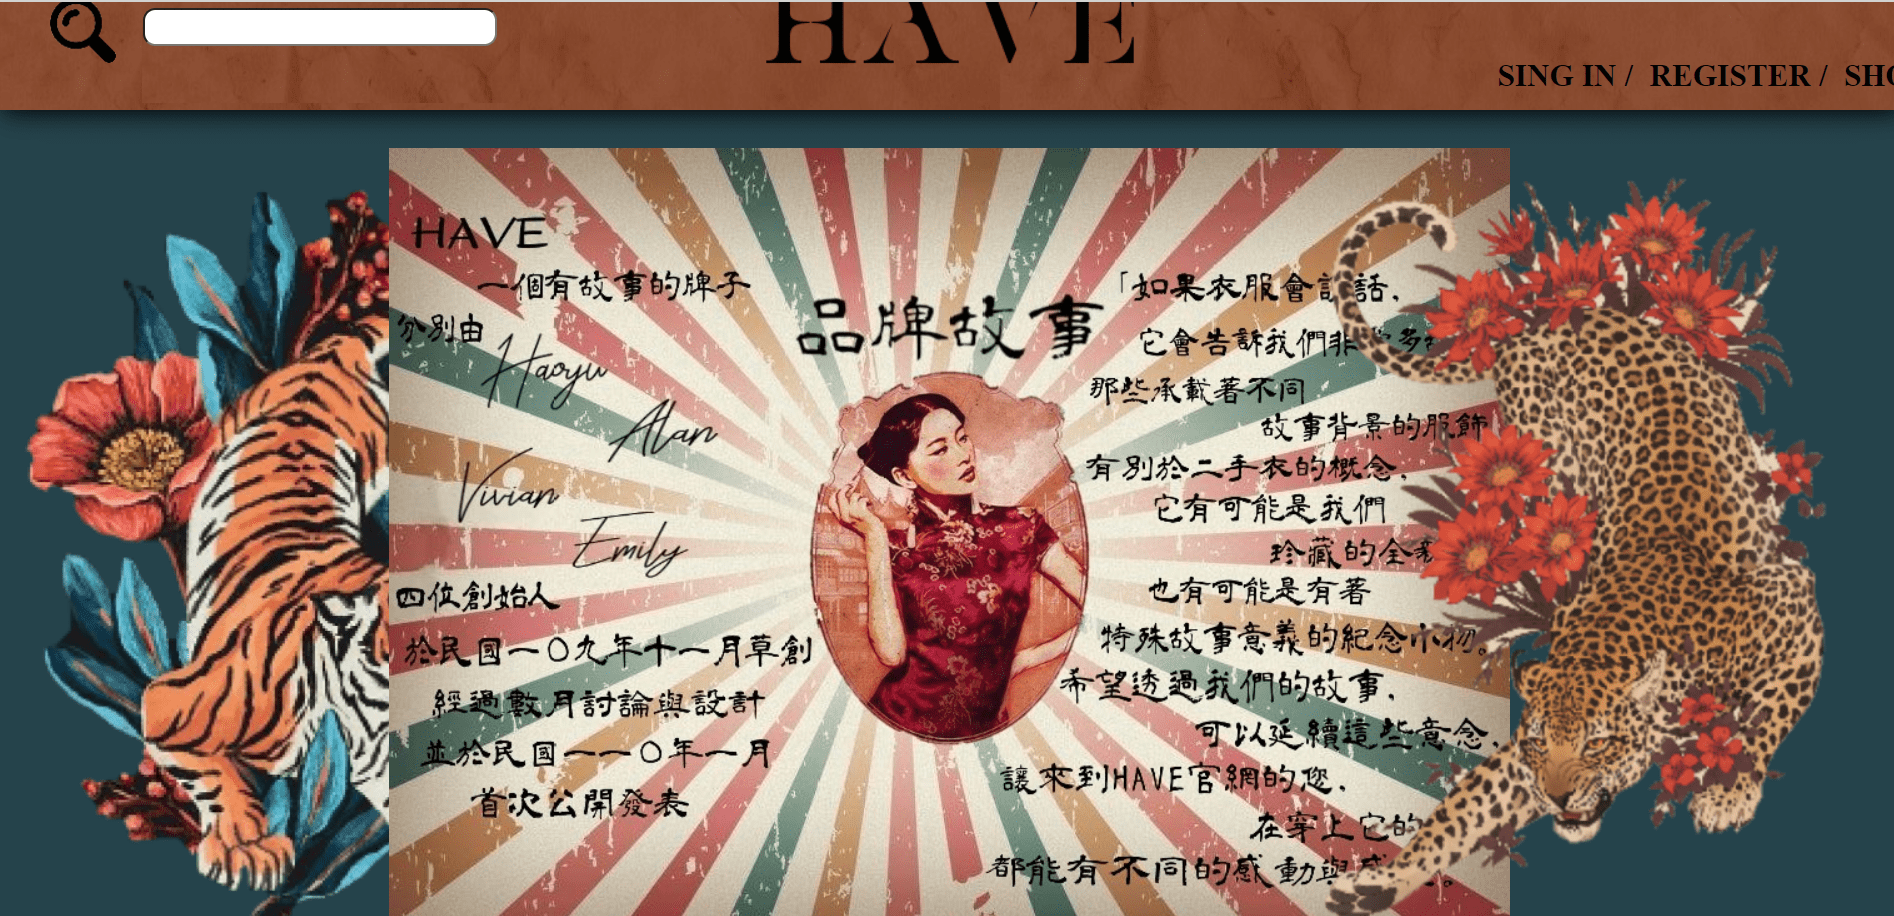 HAVE
SING IN /  REGISTER /
HAVE
一個有故事的牌子
分別由
Haoyu
Alan
Vivian
Emily
四位創始人
於民國一〇九年十一月草創
經過數月討論與設計
並於民國一一〇年一月
首次公開發表
品牌故事
「如果衣服會 話,
它會告訴我們非 多
那些承載著不同
故事背景的服飾
有別於二手衣的概念,
它有可能是我們
珍藏的全
也有可能是有著
特殊故事意義的紀念小物。
希望透過我們的故事,
可以延續這些意念,
讓來到HAVE官網的您,
在穿上它的
都能有不同的感動與 。